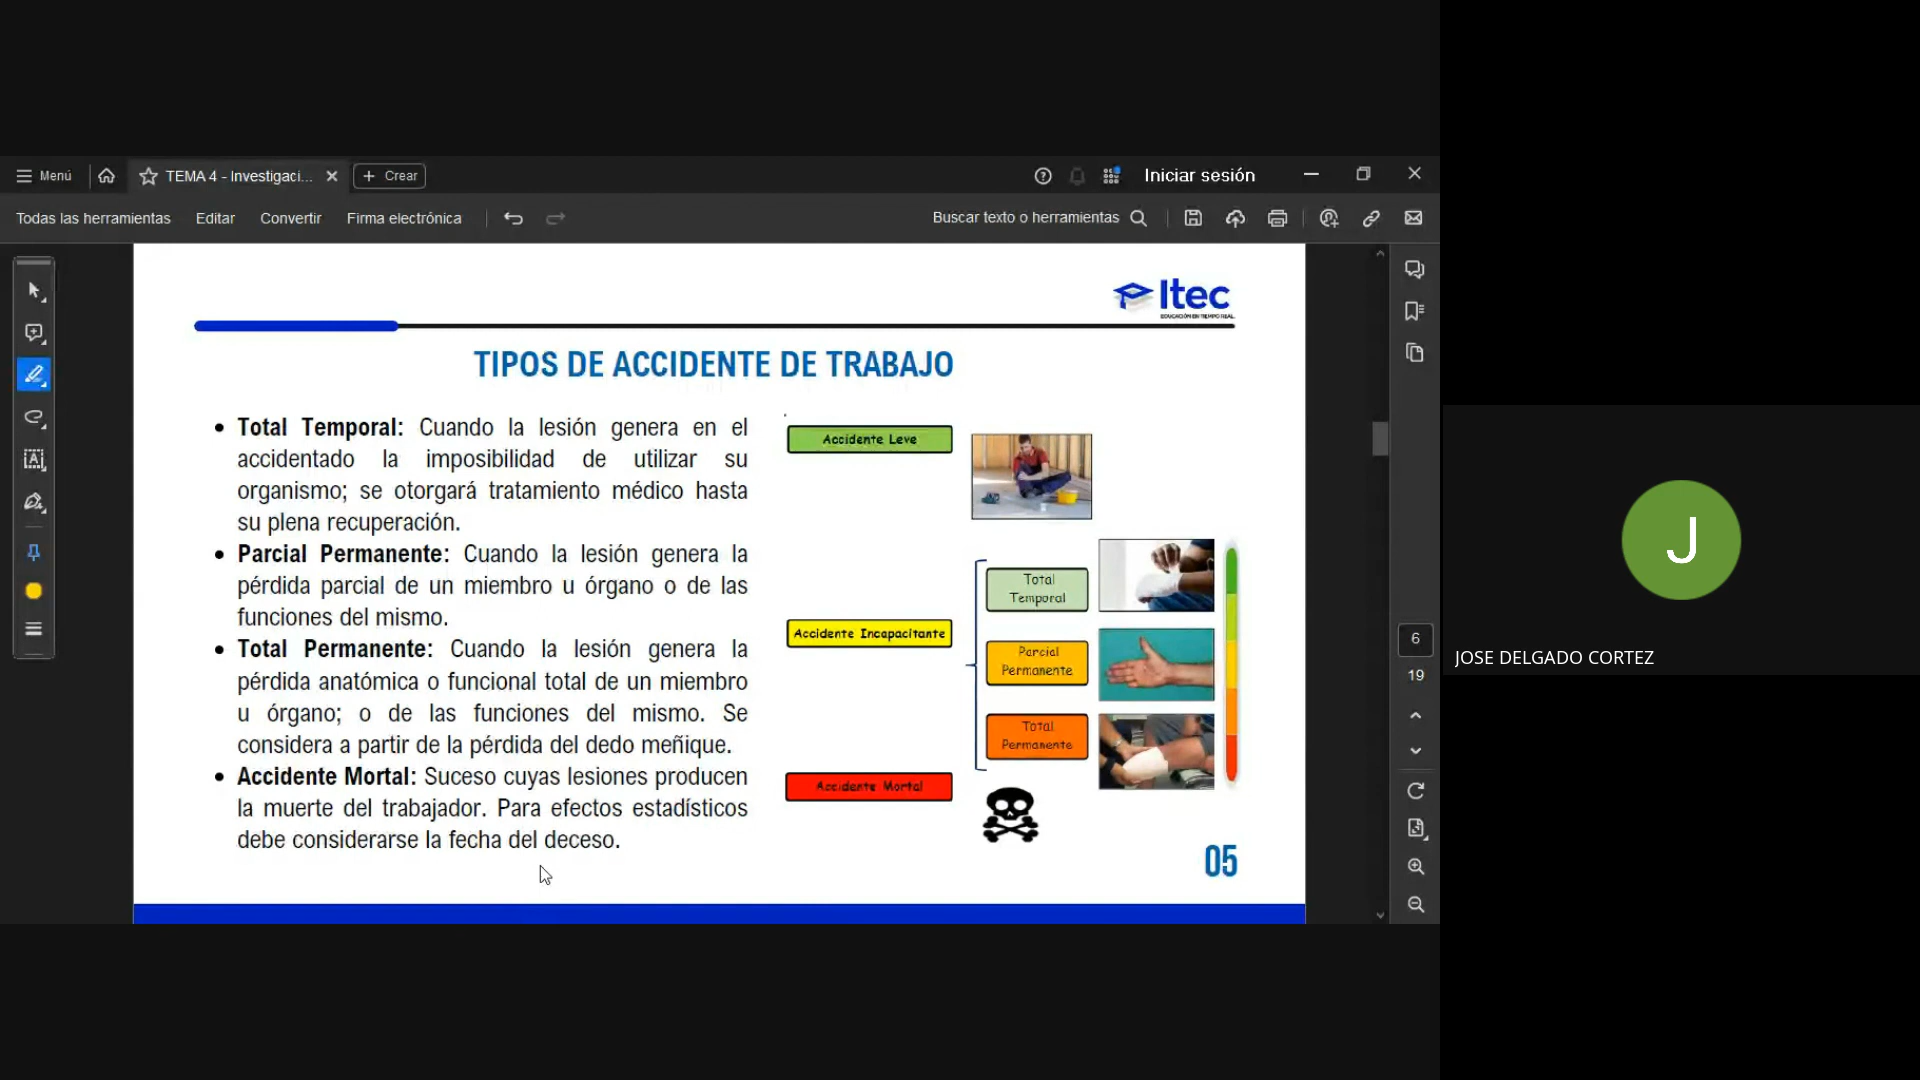 Menú
TEMA 4 - Investigaci...
Crear
Iniciar sesión
Todas las herramientas
Editar
Convertir
Firma electrónica
Buscar texto o herramientas
Itec
EDUCACIÓN EN TIEMPO REAL
TIPOS DE ACCIDENTE DE TRABAJO
• Total Temporal: Cuando la lesión genera en el
accidentado la imposibilidad de utilizar su
organismo; se otorgará tratamiento médico hasta
su plena recuperación.
• Parcial Permanente: Cuando la lesión genera la
pérdida parcial de un miembro u órgano o de las
funciones del mismo.
• Total Permanente: Cuando la lesión genera la
pérdida anatómica o funcional total de un miembro
u órgano; o de las funciones del mismo. Se
considera a partir de la pérdida del dedo meñique.
• Accidente Mortal: Suceso cuyas lesiones producen
la muerte del trabajador. Para efectos estadísticos
debe considerarse la fecha del deceso.
Accidente Leve
Accidente Incapacitante
Total
Temporal
Parcial
Permanente
Total
Permanente
Accidente Mortal
05
6
19
J
JOSE DELGADO CORTEZ